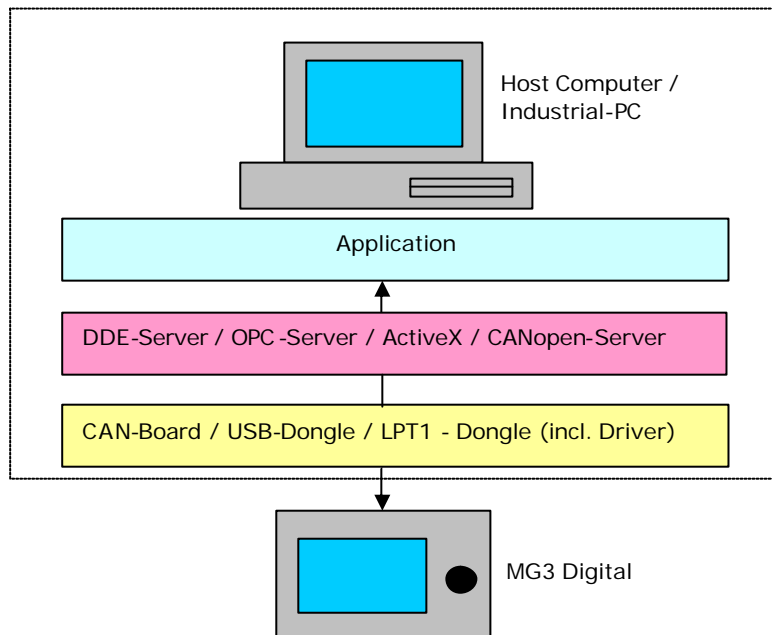 Host Computer /
Industrial-PC
Application
DDE-Server / OPC-Server / ActiveX / CANopen-Server
CAN-Board / USB-Dongle / LPT1 - Dongle (incl. Driver)
MG3 Digital